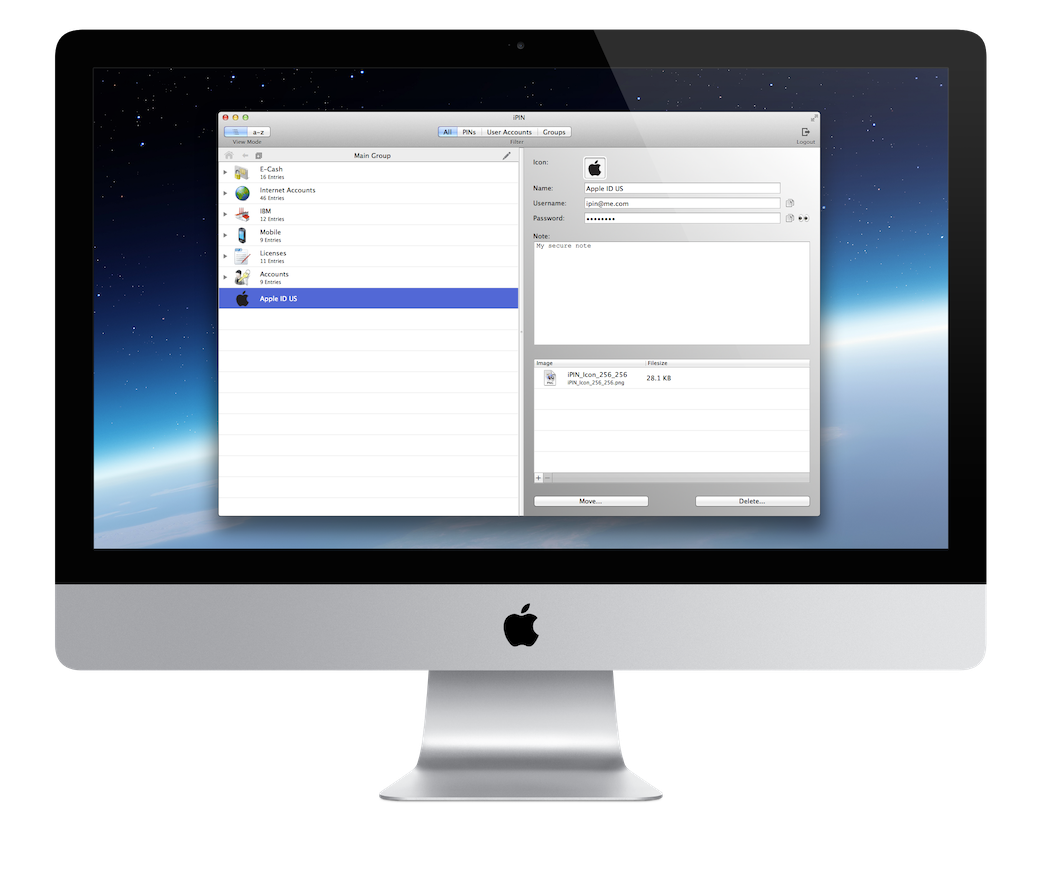 iPIN
a-z
All PINs User Accounts Groups
View Mode
Filter
Logout
Main Group
E-Cash
16 Entries
Internet Accounts
46 Entries
IBM
12 Entries
Mobile
9 Entries
Licenses
11 Entries
Accounts
9 Entries
Apple ID US
Icon:
Name: Apple ID US
Username: ipin@me.com
Password: ••••••••
Note:
My secure note
Image Filesize
iPIN_Icon_256_256 28.1 KB
iPIN_Icon_256_256.png
+ −
Move... Delete...